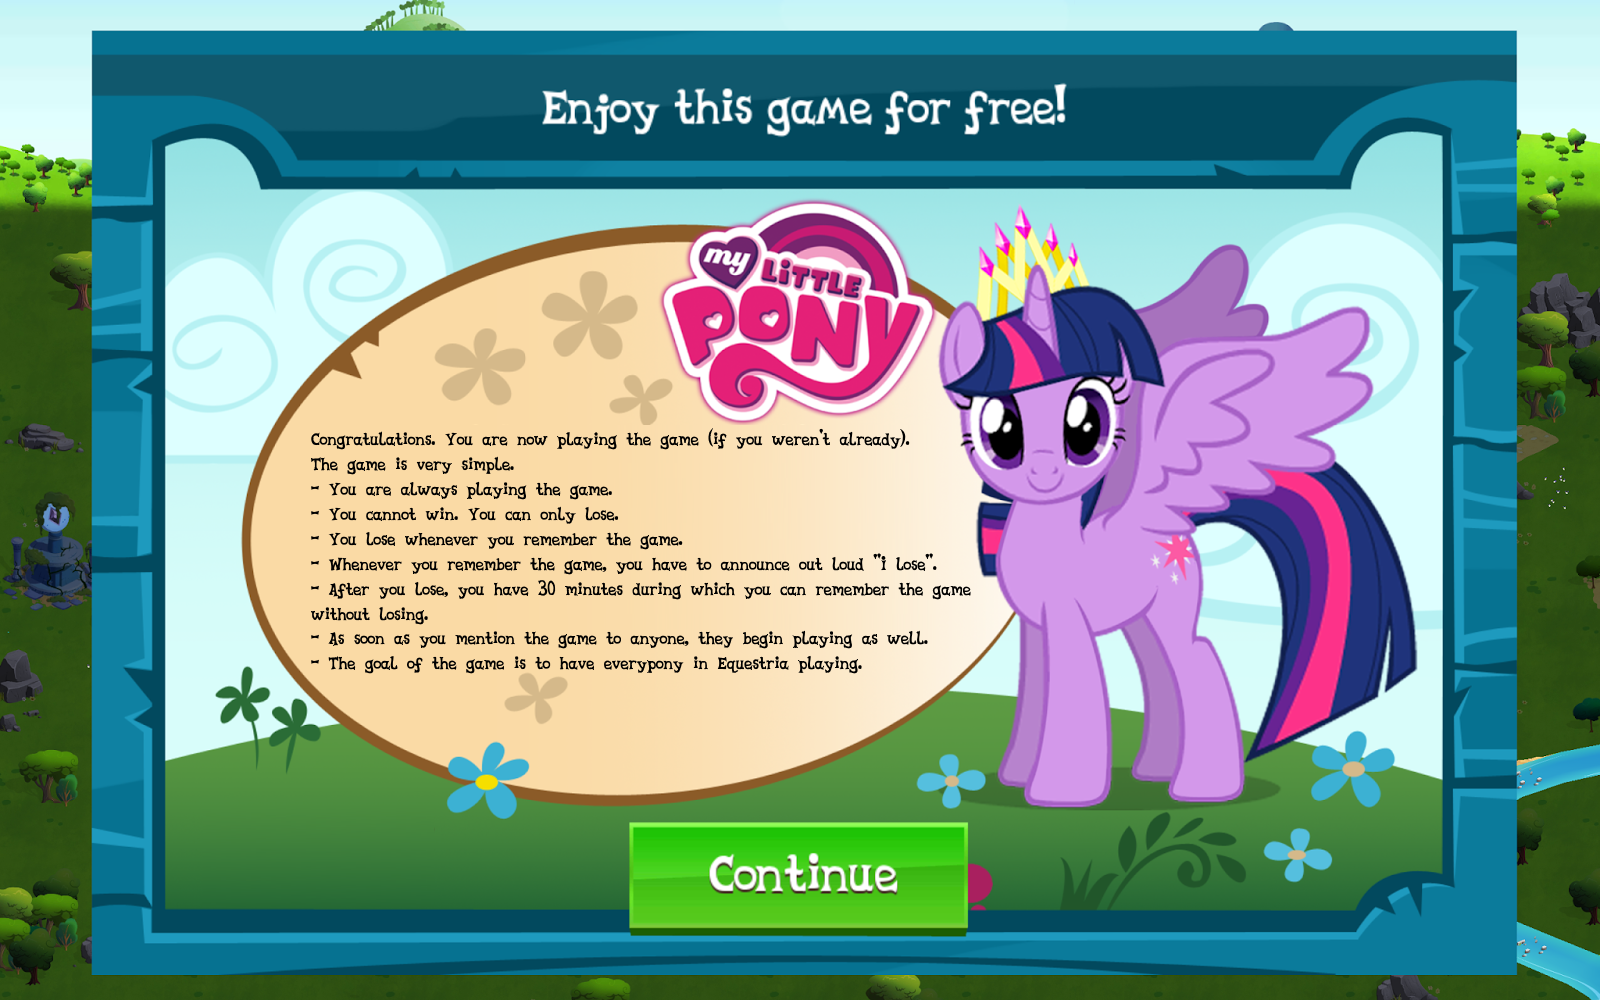 Enjoy this game for free!
my
LiTTLE
PONY
Congratulations. You are now playing the game (if you weren't already).
The game is very simple.
- You are always playing the game.
- You cannot win. You can only lose.
- You lose whenever you remember the game.
- Whenever you remember the game, you have to announce out loud "i lose".
- After you lose, you have 30 minutes during which you can remember the game
without losing.
- As soon as you mention the game to anyone, they begin playing as well.
- The goal of the game is to have everypony in Equestria playing.
Continue